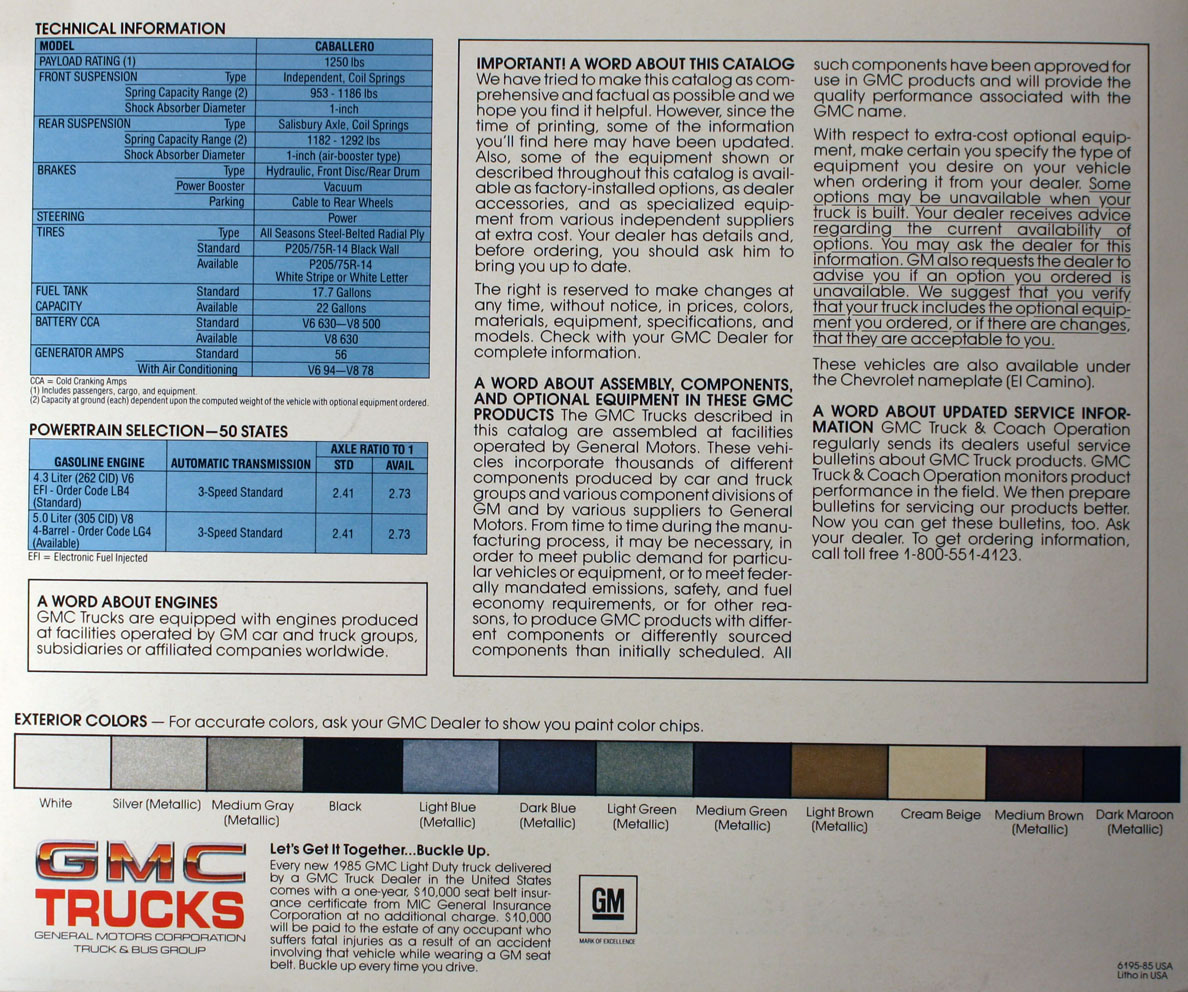 TECHNICAL INFORMATION
MODEL CABALLERO
PAYLOAD RATING (1) 1250 lbs
FRONT SUSPENSION Type Independent, Coil Springs
Spring Capacity Range (2) 953 - 1186 lbs
Shock Absorber Diameter 1-inch
REAR SUSPENSION Type Salisbury Axle, Coil Springs
Spring Capacity Range (2) 1182 - 1292 lbs
Shock Absorber Diameter 1-inch (air-booster type)
BRAKES Type Hydraulic, Front Disc/Rear Drum
Power Booster Vacuum
Parking Cable to Rear Wheels
STEERING Power
TIRES Type All Seasons Steel-Belted Radial Ply
Standard P205/75R-14 Black Wall
Available P205/75R-14
White Stripe or White Letter
FUEL TANK Standard 17.7 Gallons
CAPACITY Available 22 Gallons
BATTERY CCA Standard V6 630—V8 500
Available V8 630
GENERATOR AMPS Standard 56
With Air Conditioning V6 94—V8 78
CCA = Cold Cranking Amps
(1) Includes passengers, cargo, and equipment.
(2) Capacity at ground (each) dependent upon the computed weight of the vehicle with optional equipment ordered.
POWERTRAIN SELECTION—50 STATES
AXLE RATIO TO 1
GASOLINE ENGINE AUTOMATIC TRANSMISSION STD AVAIL
4.3 Liter (262 CID) V6
EFI - Order Code LB4 3-Speed Standard 2.41 2.73
(Standard)
5.0 Liter (305 CID) V8
4-Barrel - Order Code LG4 3-Speed Standard 2.41 2.73
(Available)
EFI = Electronic Fuel Injected
A WORD ABOUT ENGINES
GMC Trucks are equipped with engines produced
at facilities operated by GM car and truck groups,
subsidiaries or affiliated companies worldwide.
IMPORTANT! A WORD ABOUT THIS CATALOG
We have tried to make this catalog as com-
prehensive and factual as possible and we
hope you find it helpful. However, since the
time of printing, some of the information
you'll find here may have been updated.
Also, some of the equipment shown or
described throughout this catalog is avail-
able as factory-installed options, as dealer
accessories, and as specialized equip-
ment from various independent suppliers
at extra cost. Your dealer has details and,
before ordering, you should ask him to
bring you up to date.
The right is reserved to make changes at
any time, without notice, in prices, colors,
materials, equipment, specifications, and
models. Check with your GMC Dealer for
complete information.
A WORD ABOUT ASSEMBLY, COMPONENTS,
AND OPTIONAL EQUIPMENT IN THESE GMC
PRODUCTS The GMC Trucks described in
this catalog are assembled at facilities
operated by General Motors. These vehi-
cles incorporate thousands of different
components produced by car and truck
groups and various component divisions of
GM and by various suppliers to General
Motors. From time to time during the manu-
facturing process, it may be necessary, in
order to meet public demand for particu-
lar vehicles or equipment, or to meet feder-
ally mandated emissions, safety, and fuel
economy requirements, or for other rea-
sons, to produce GMC products with differ-
ent components or differently sourced
components than initially scheduled. All
such components have been approved for
use in GMC products and will provide the
quality performance associated with the
GMC name.
With respect to extra-cost optional equip-
ment, make certain you specify the type of
equipment you desire on your vehicle
when ordering it from your dealer. Some
options may be unavailable when your
truck is built. Your dealer receives advice
regarding the current availability of
options. You may ask the dealer for this
information. GM also requests the dealer to
advise you if an option you ordered is
unavailable. We suggest that you verify
that your truck includes the optional equip-
ment you ordered, or if there are changes,
that they are acceptable to you.
These vehicles are also available under
the Chevrolet nameplate (El Camino).
A WORD ABOUT UPDATED SERVICE INFOR-
MATION GMC Truck & Coach Operation
regularly sends its dealers useful service
bulletins about GMC Truck products. GMC
Truck & Coach Operation monitors product
performance in the field. We then prepare
bulletins for servicing our products better.
Now you can get these bulletins, too. Ask
your dealer. To get ordering information,
call toll free 1-800-551-4123.
EXTERIOR COLORS — For accurate colors, ask your GMC Dealer to show you paint color chips.
White
Silver (Metallic)
Medium Gray
(Metallic)
Black
Light Blue
(Metallic)
Dark Blue
(Metallic)
Light Green
(Metallic)
Medium Green
(Metallic)
Light Brown
(Metallic)
Cream Beige
Medium Brown
(Metallic)
Dark Maroon
(Metallic)
GMC
TRUCKS
GENERAL MOTORS CORPORATION
TRUCK & BUS GROUP
Let's Get It Together...Buckle Up.
Every new 1985 GMC Light Duty truck delivered
by a GMC Truck Dealer in the United States
comes with a one-year, $10,000 seat belt insur-
ance certificate from MIC General Insurance
Corporation at no additional charge. $10,000
will be paid to the estate of any occupant who
suffers fatal injuries as a result of an accident
involving that vehicle while wearing a GM seat
belt. Buckle up every time you drive.
GM
MARK OF EXCELLENCE
6195-85 USA
Litho in USA